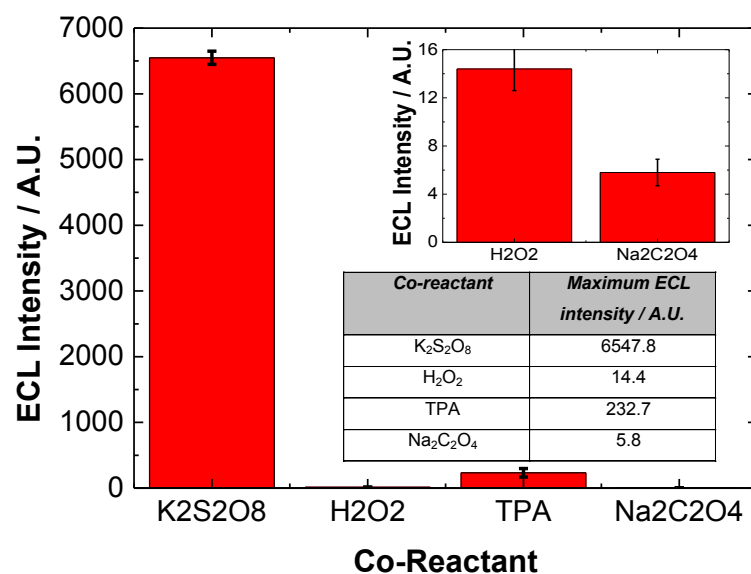 7000
6000
5000
4000
3000
2000
1000
0
ECL Intensity / A.U.
K2S2O8 H2O2 TPA Na2C2O4
Co-Reactant
16
12
8
4
0
ECL Intensity / A.U.
H2O2 Na2C2O4
Co-reactant Maximum ECL
intensity / A.U.
K₂S₂O₈ 6547.8
H₂O₂ 14.4
TPA 232.7
Na₂C₂O₄ 5.8